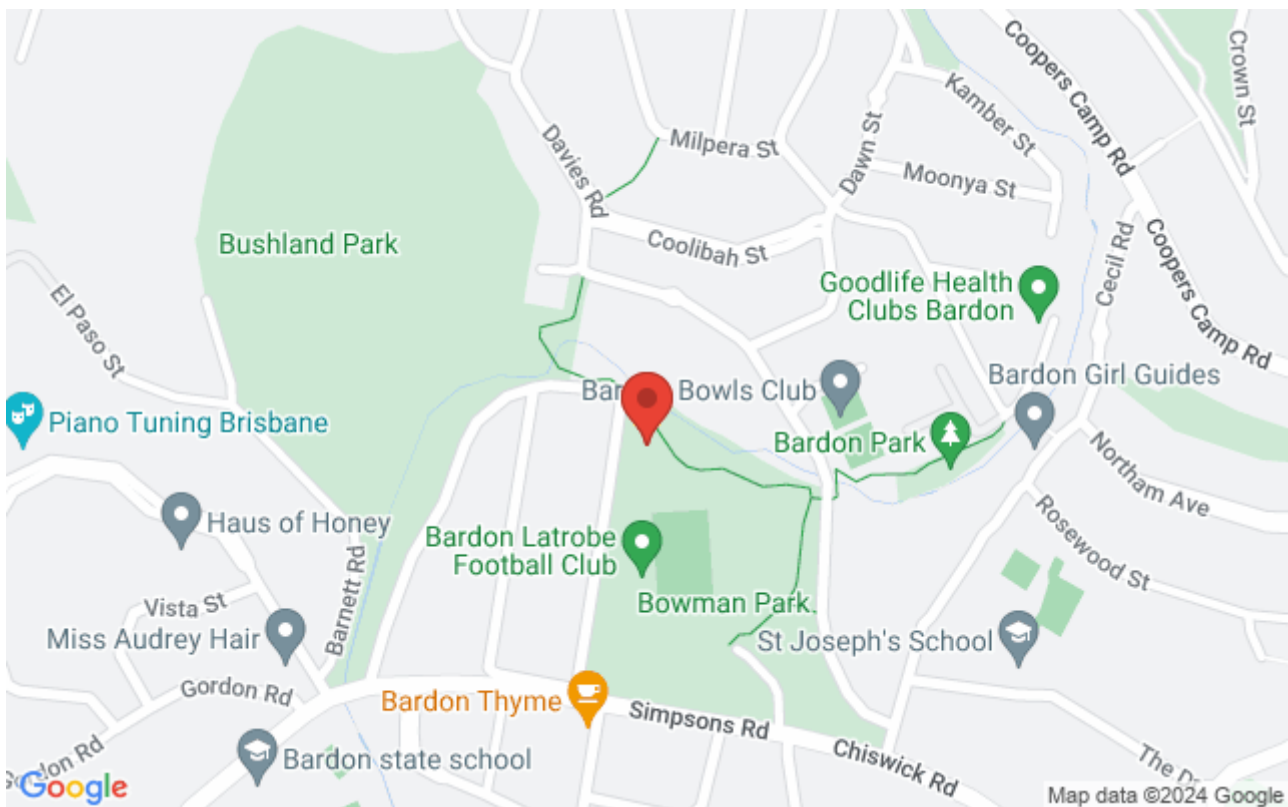 Crown St
Coopers Camp Rd
Kamber St
Davies Rd
Milpera St
Dawn St
Moonya St
Bushland Park
Coolibah St
Cecil Rd
Coopers Camp Rd
Goodlife Health
Clubs Bardon
El Paso St
Bowls Club
Bardon Girl Guides
Piano Tuning Brisbane
Bardon Park
Northam Ave
Haus of Honey
Rosewood St
Bardon Latrobe
Football Club
Barnett Rd
Vista St
Bowman Park
Miss Audrey Hair
St Joseph's School
Gordon Rd
Bardon Thyme
Simpsons Rd
Gordon Rd
Bardon state school
Chiswick Rd
The
Google
Map data ©2024 Google